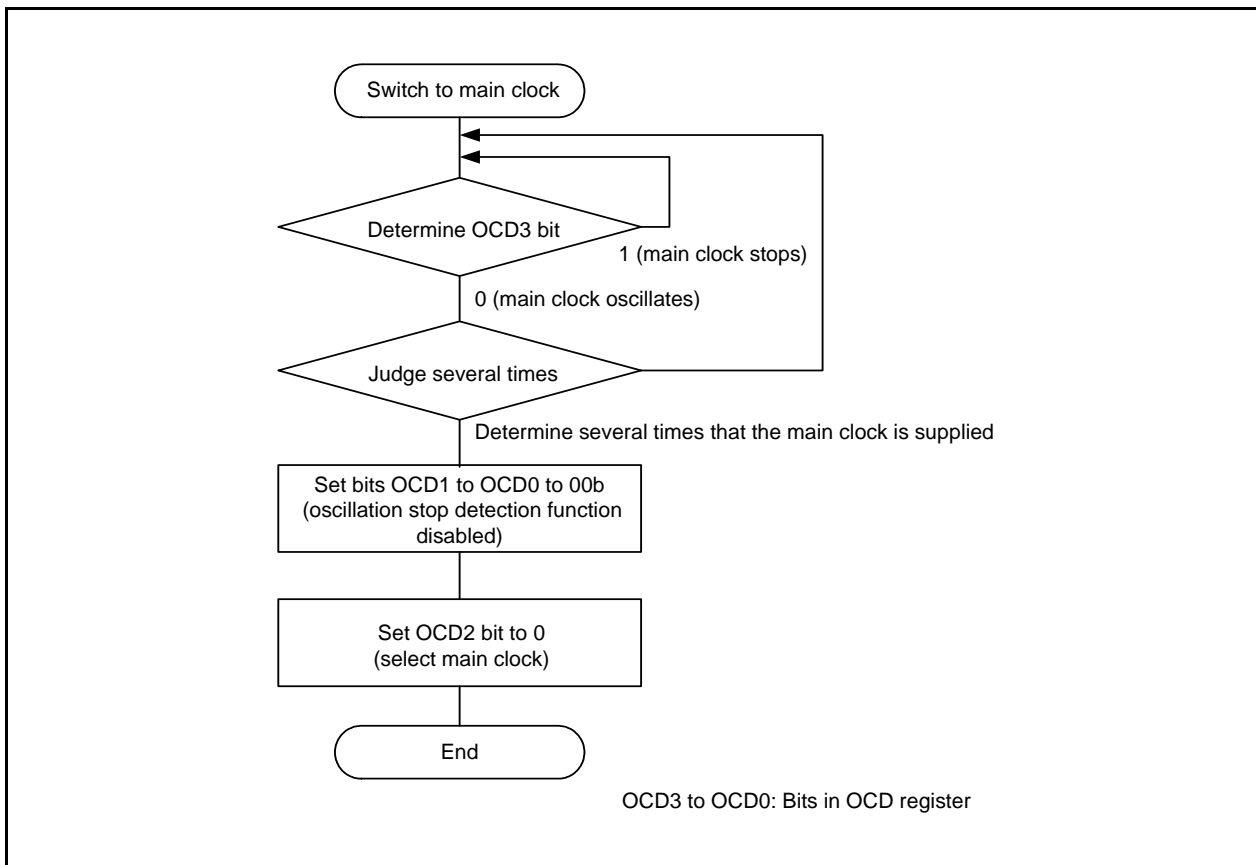 Switch to main clock
Determine OCD3 bit
1 (main clock stops)
0 (main clock oscillates)
Judge several times
Determine several times that the main clock is supplied
Set bits OCD1 to OCD0 to 00b
(oscillation stop detection function
disabled)
Set OCD2 bit to 0
(select main clock)
End
OCD3 to OCD0: Bits in OCD register